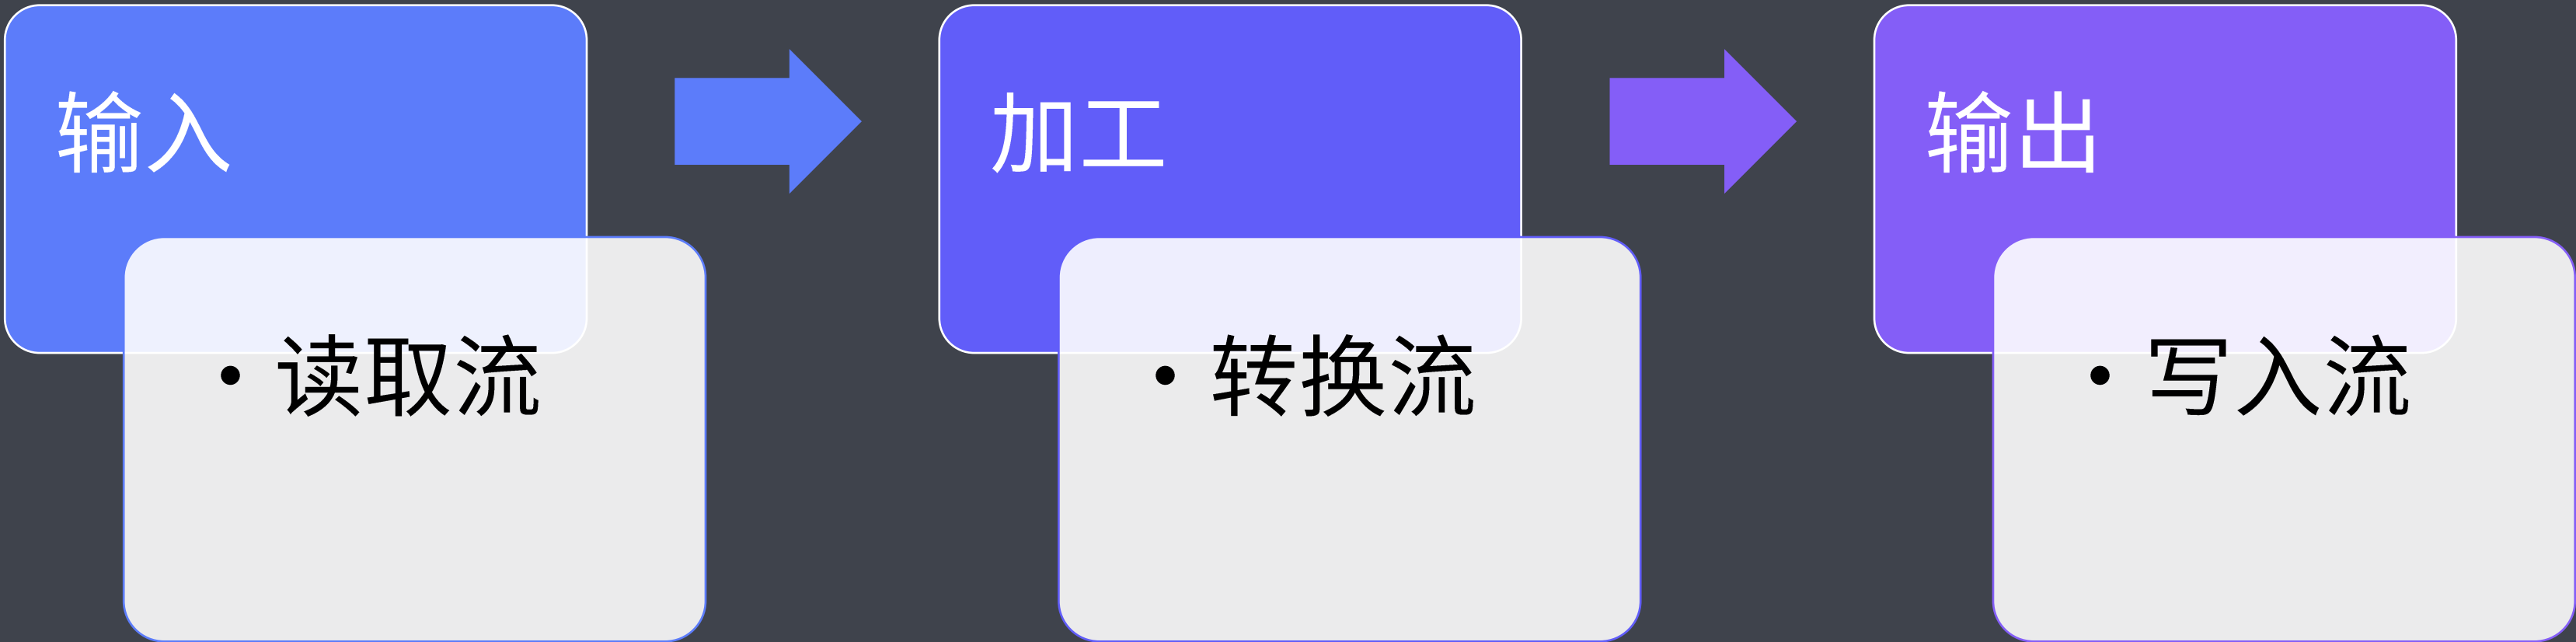 输入
• 读取流
加工
• 转换流
输出
• 写入流